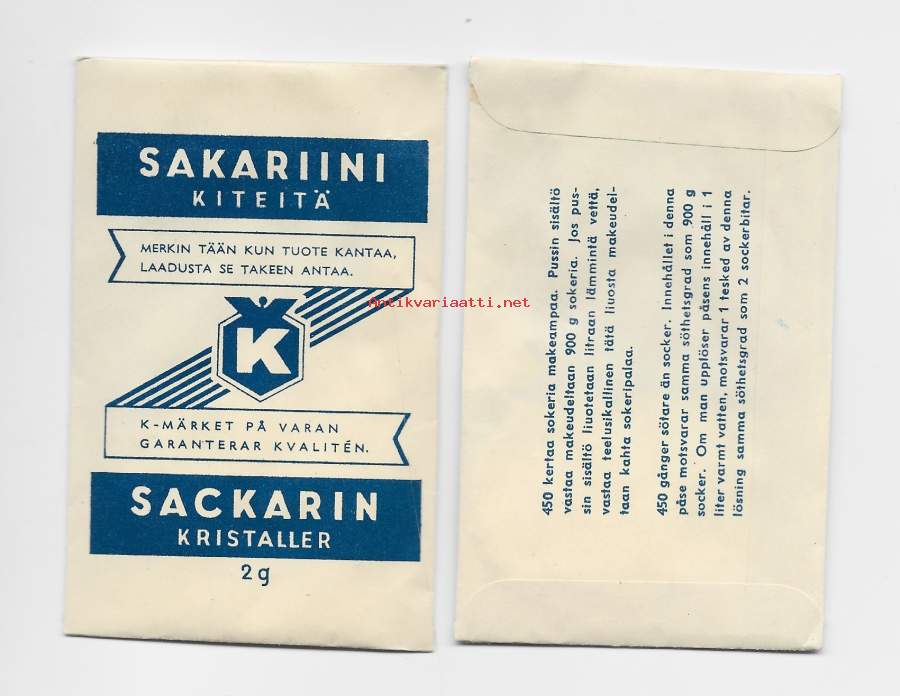 SAKARIINI
KITEITÄ
MERKIN TÄÄN KUN TUOTE KANTAA,
LAADUSTA SE TAKEEN ANTAA.
K
K-MÄRKET PÅ VARAN
GARANTERAR KVALITÉN.
SACKARIN
KRISTALLER
2 g
Antikvariaatti.net
450 kertaa sokeria makeampaa. Pussin sisältö
vastaa makeudeltaan 900 g sokeria. Jos pus-
sin sisältö liuotetaan litraan lämmintä vettä,
vastaa teelusikallinen tätä liuosta makeudel-
taan kahta sokeripalaa.
450 gånger sötare än socker. Innehållet i denna
påse motsvarar samma söthetsgrad som 900 g
socker. Om man upplöser påsens innehåll i 1
liter varmt vatten, motsvarar 1 tesked av denna
lösning samma söthetsgrad som 2 sockerbitar.